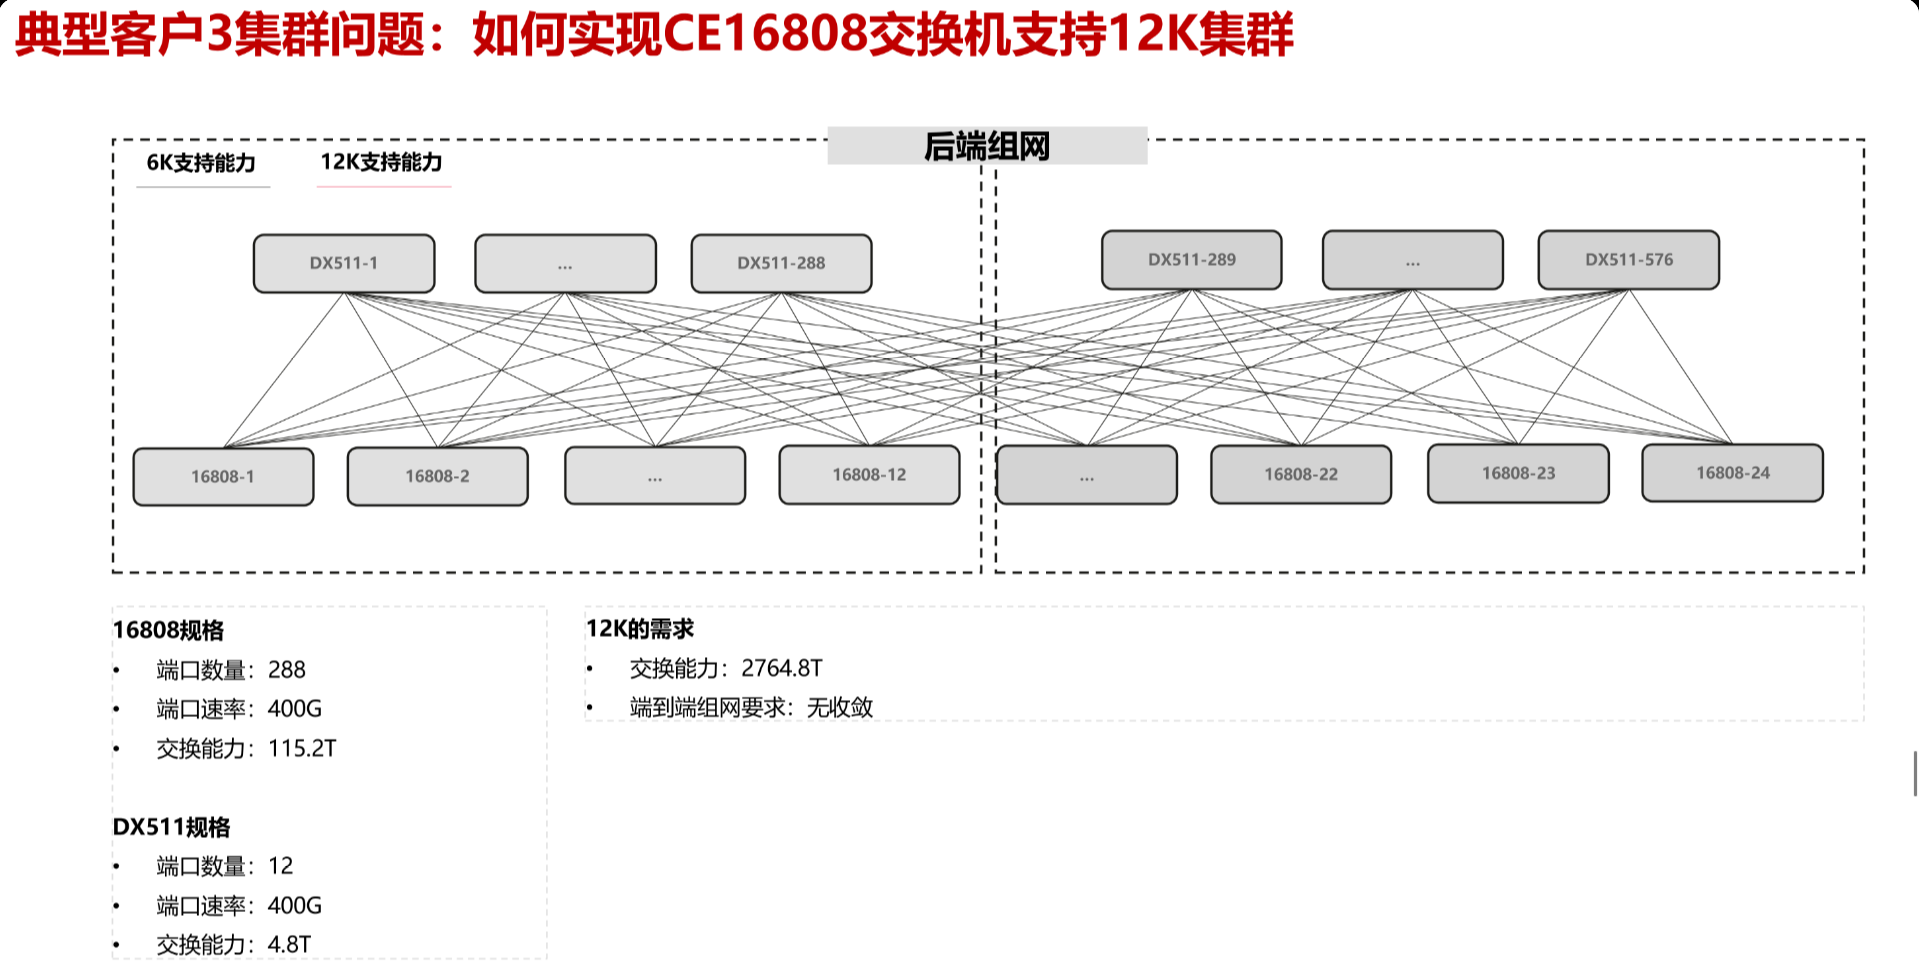 典型客户3集群问题：如何实现CE16808交换机支持12K集群
后端组网
6K支持能力
12K支持能力
DX511-1
...
DX511-288
DX511-289
...
DX511-576
16808-1
16808-2
...
16808-12
...
16808-22
16808-23
16808-24
16808规格
• 端口数量：288
• 端口速率：400G
• 交换能力：115.2T
DX511规格
• 端口数量：12
• 端口速率：400G
• 交换能力：4.8T
12K的需求
• 交换能力：2764.8T
• 端到端组网要求：无收敛